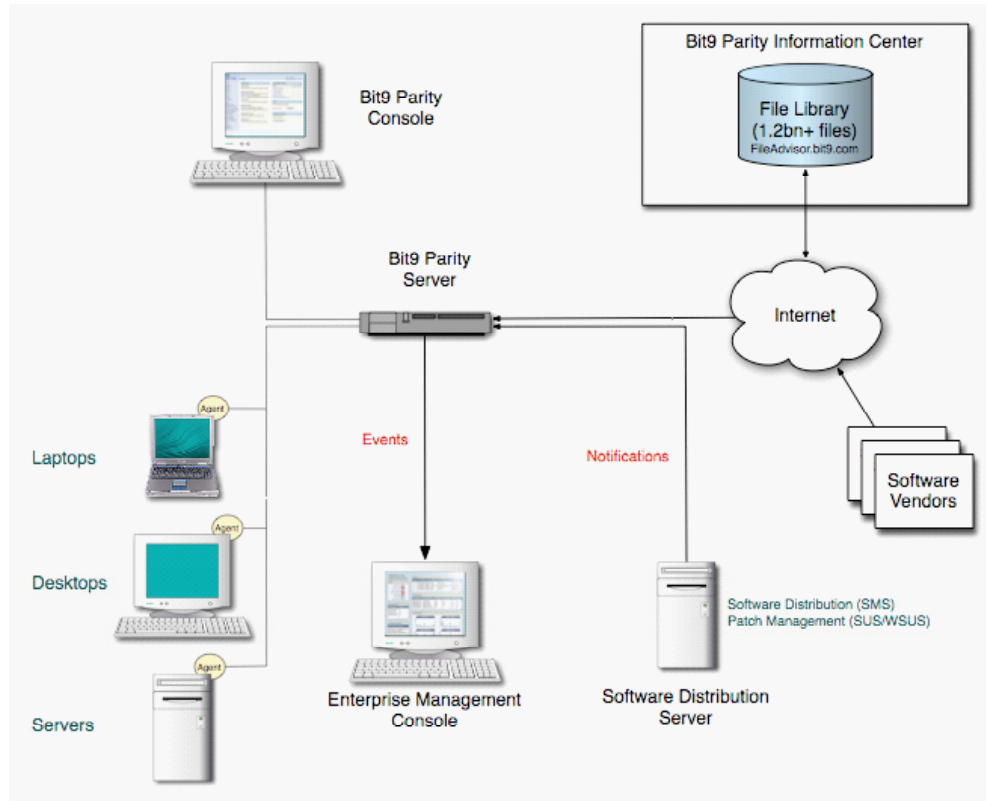 Bit9 Parity Information Center
File Library
(1.2bn+ files)
FileAdvisor.bit9.com
Bit9 Parity
Console
Bit9 Parity
Server
Internet
Agent
Laptops
Events
Notifications
Software
Vendors
Agent
Desktops
Software Distribution (SMS)
Patch Management (SUS/WSUS)
Agent
Servers
Enterprise Management
Console
Software Distribution
Server